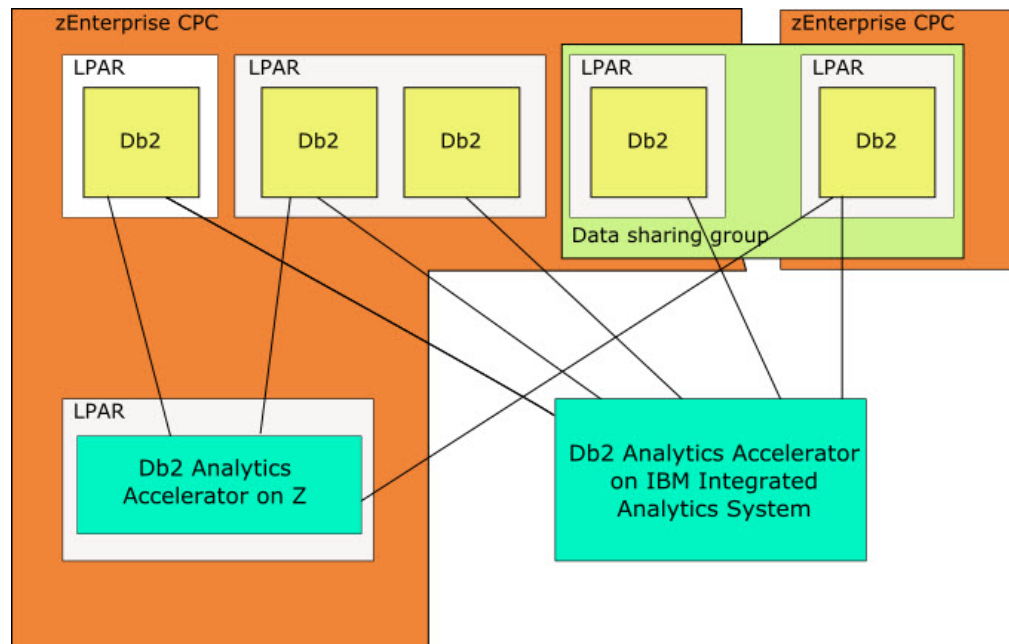 zEnterprise CPC
zEnterprise CPC
LPAR
LPAR
LPAR
LPAR
Db2
Db2
Db2
Db2
Db2
Data sharing group
LPAR
Db2 Analytics
Accelerator on Z
Db2 Analytics Accelerator
on IBM Integrated
Analytics System